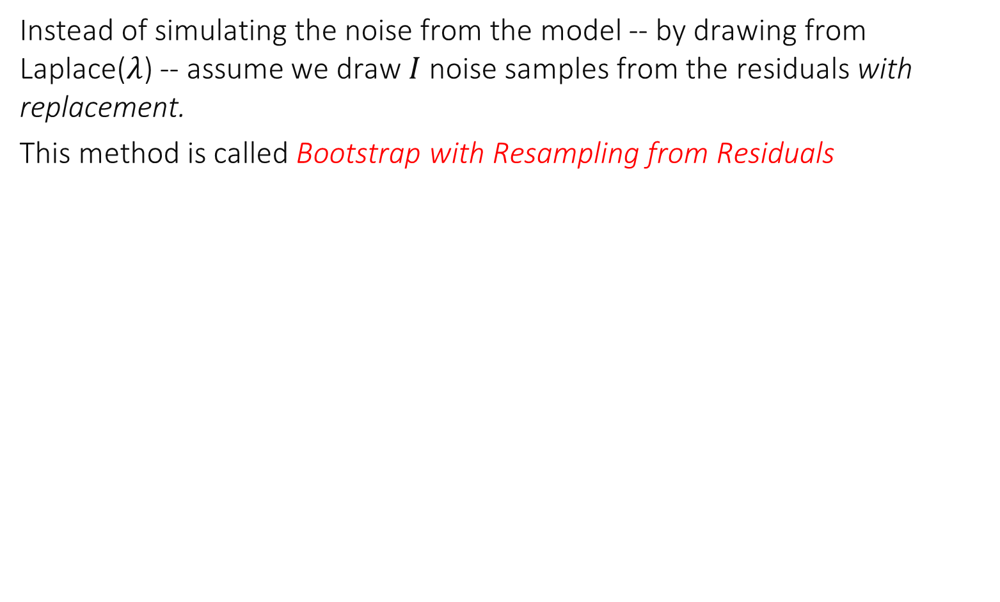 Instead of simulating the noise from the model -- by drawing from
Laplace(λ) -- assume we draw I noise samples from the residuals with
replacement.
This method is called Bootstrap with Resampling from Residuals